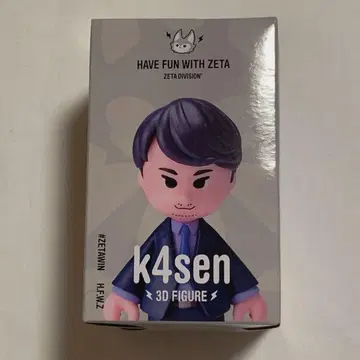 HAVE FUN WITH ZETA
ZETA DIVISION
k4sen
3D FIGURE
#ZETAWIN H.F.W.Z